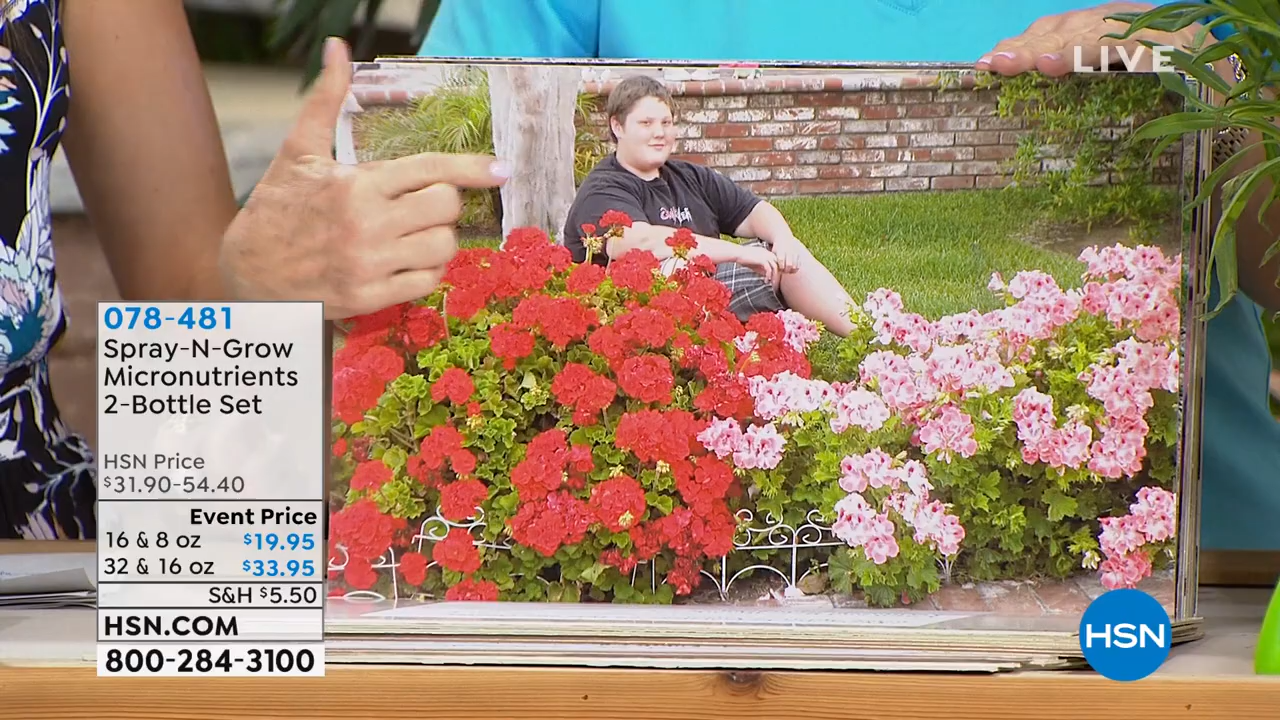 LIVE
078-481
Spray-N-Grow
Micronutrients
2-Bottle Set
HSN Price
$31.90-54.40
Event Price
16 & 8 oz $19.95
32 & 16 oz $33.95
S&H $5.50
HSN.COM
800-284-3100
HSN